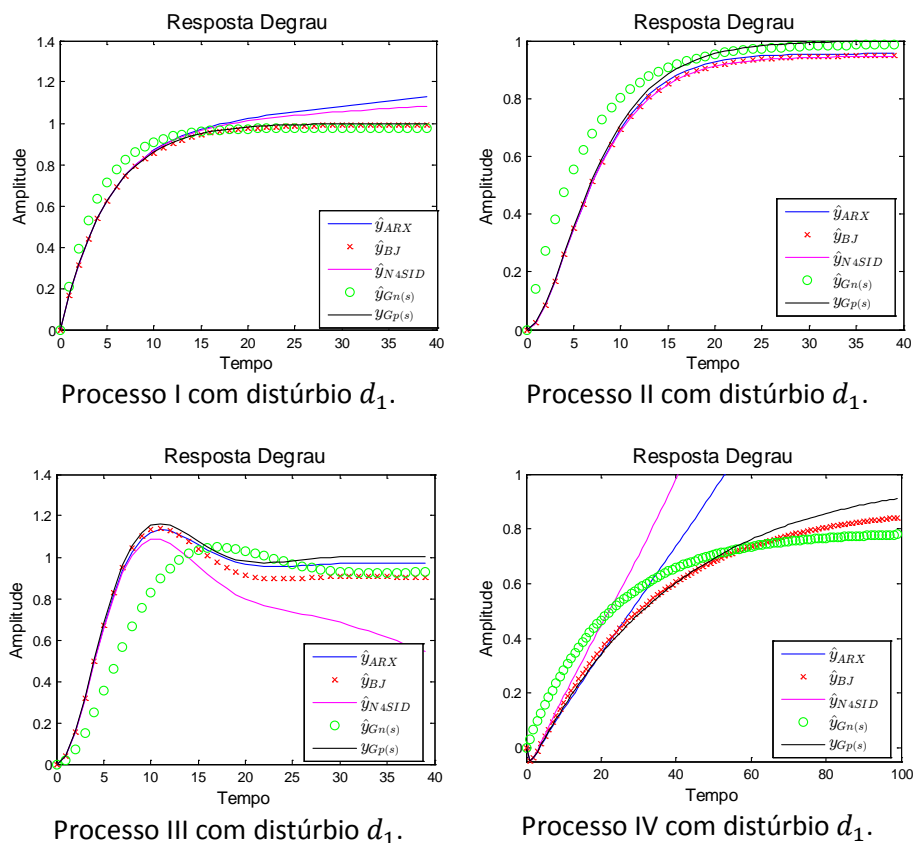 Resposta Degrau
1.4
1.2
1
0.8
0.6
0.4
0.2
0
Amplitude
0 5 10 15 20 25 30 35 40
Tempo
ŷ_ARX
ŷ_BJ
ŷ_N4SID
ŷ_Gn(s)
y_Gp(s)
Processo I com distúrbio d₁.
Resposta Degrau
1
0.8
0.6
0.4
0.2
0
Amplitude
0 5 10 15 20 25 30 35 40
Tempo
ŷ_ARX
ŷ_BJ
ŷ_N4SID
ŷ_Gn(s)
y_Gp(s)
Processo II com distúrbio d₁.
Resposta Degrau
1.4
1.2
1
0.8
0.6
0.4
0.2
0
Amplitude
0 5 10 15 20 25 30 35 40
Tempo
ŷ_ARX
ŷ_BJ
ŷ_N4SID
ŷ_Gn(s)
y_Gp(s)
Processo III com distúrbio d₁.
Resposta Degrau
1
0.8
0.6
0.4
0.2
0
Amplitude
0 20 40 60 80 100
Tempo
ŷ_ARX
ŷ_BJ
ŷ_N4SID
ŷ_Gn(s)
y_Gp(s)
Processo IV com distúrbio d₁.